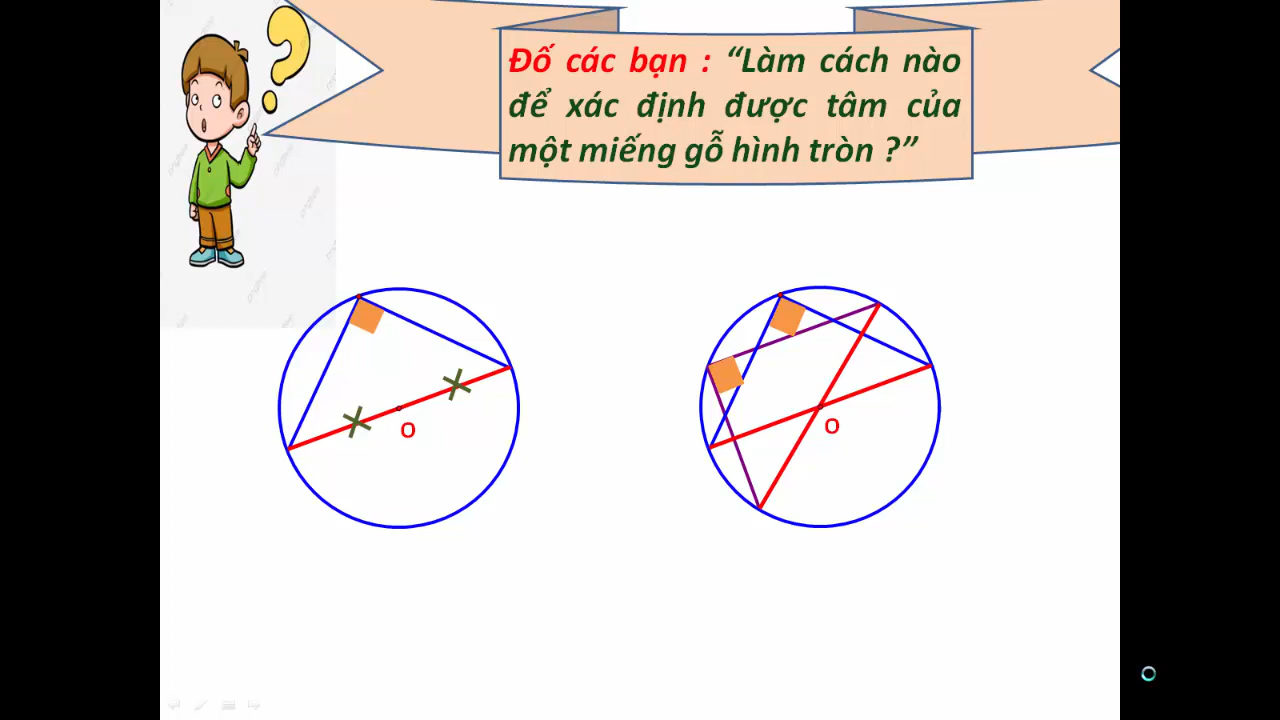 Đố các bạn : “Làm cách nào
để xác định được tâm của
một miếng gỗ hình tròn ?”
O
O